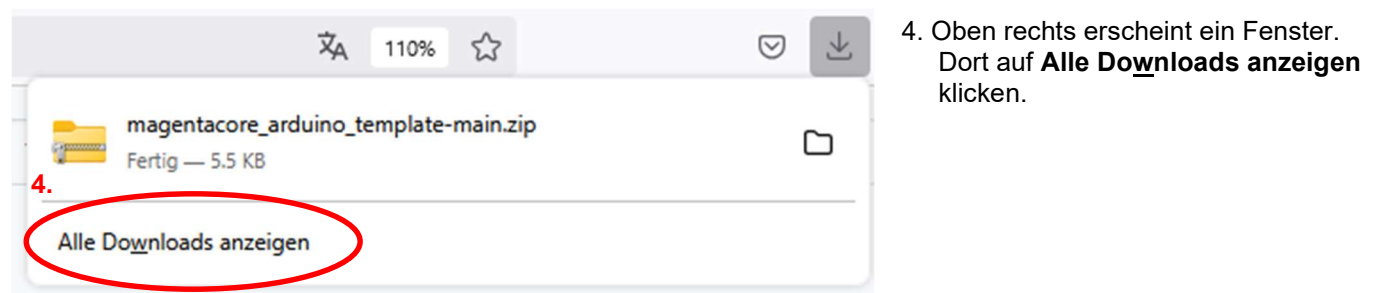 110%
magentacore_arduino_template-main.zip
Fertig — 5.5 KB
4.
Alle Downloads anzeigen
4. Oben rechts erscheint ein Fenster.
Dort auf Alle Downloads anzeigen
klicken.